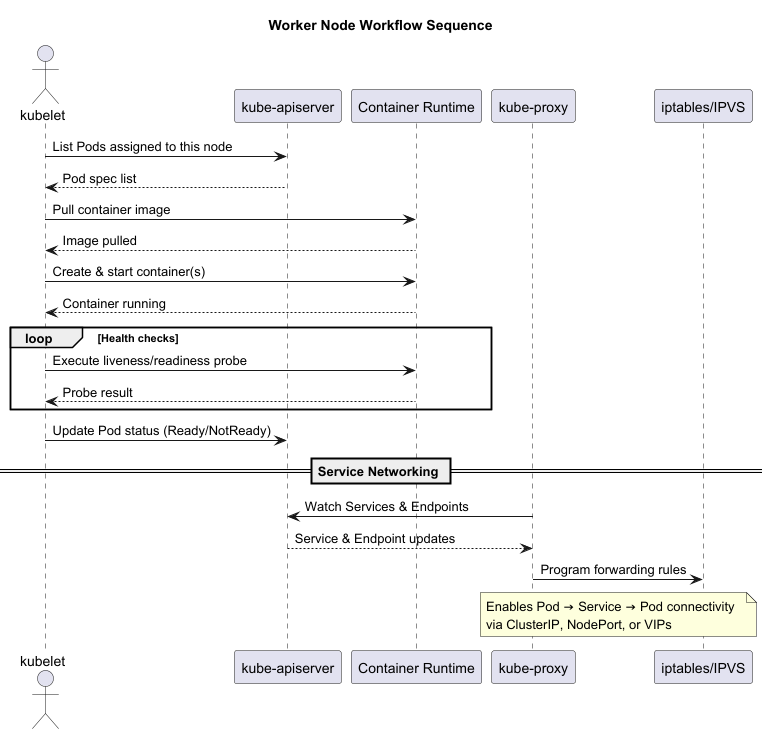 Worker Node Workflow Sequence
kubelet
kube-apiserver
Container Runtime
kube-proxy
iptables/IPVS
List Pods assigned to this node
Pod spec list
Pull container image
Image pulled
Create & start container(s)
Container running
loop
[Health checks]
Execute liveness/readiness probe
Probe result
Update Pod status (Ready/NotReady)
Service Networking
Watch Services & Endpoints
Service & Endpoint updates
Program forwarding rules
Enables Pod → Service → Pod connectivity
via ClusterIP, NodePort, or VIPs
kubelet
kube-apiserver
Container Runtime
kube-proxy
iptables/IPVS